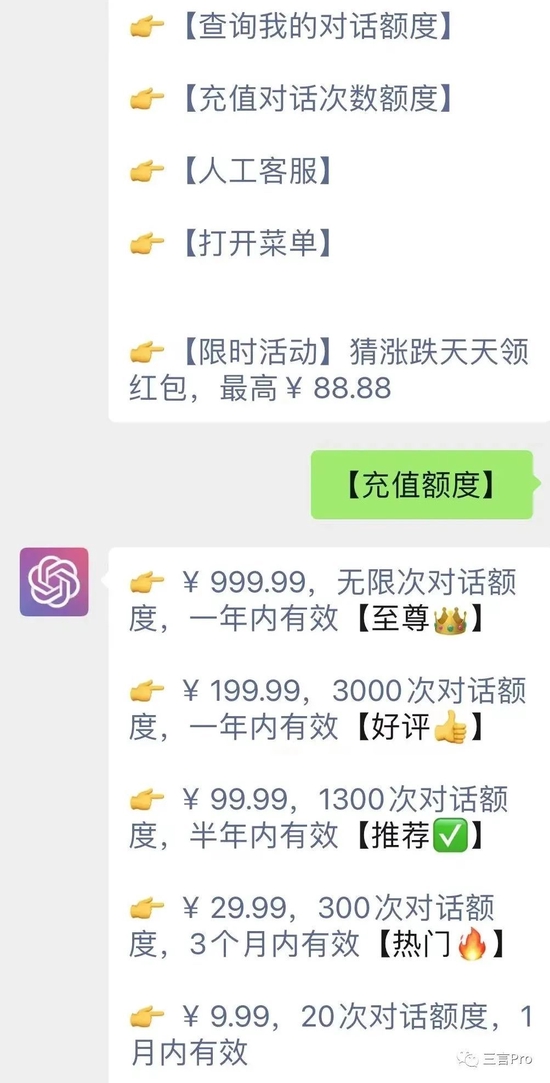 👉【查询我的对话额度】
👉【充值对话次数额度】
👉【人工客服】
👉【打开菜单】
👉【限时活动】猜涨跌天天领
红包，最高￥88.88
【充值额度】
👉 ￥999.99，无限次对话额
度，一年内有效【至尊👑】
👉 ￥199.99，3000次对话额
度，一年内有效【好评👍】
👉 ￥99.99，1300次对话额
度，半年内有效【推荐✅】
👉 ￥29.99，300次对话额
度，3个月内有效【热门🔥】
👉 ￥9.99，20次对话额度，1
月内有效
三言Pro